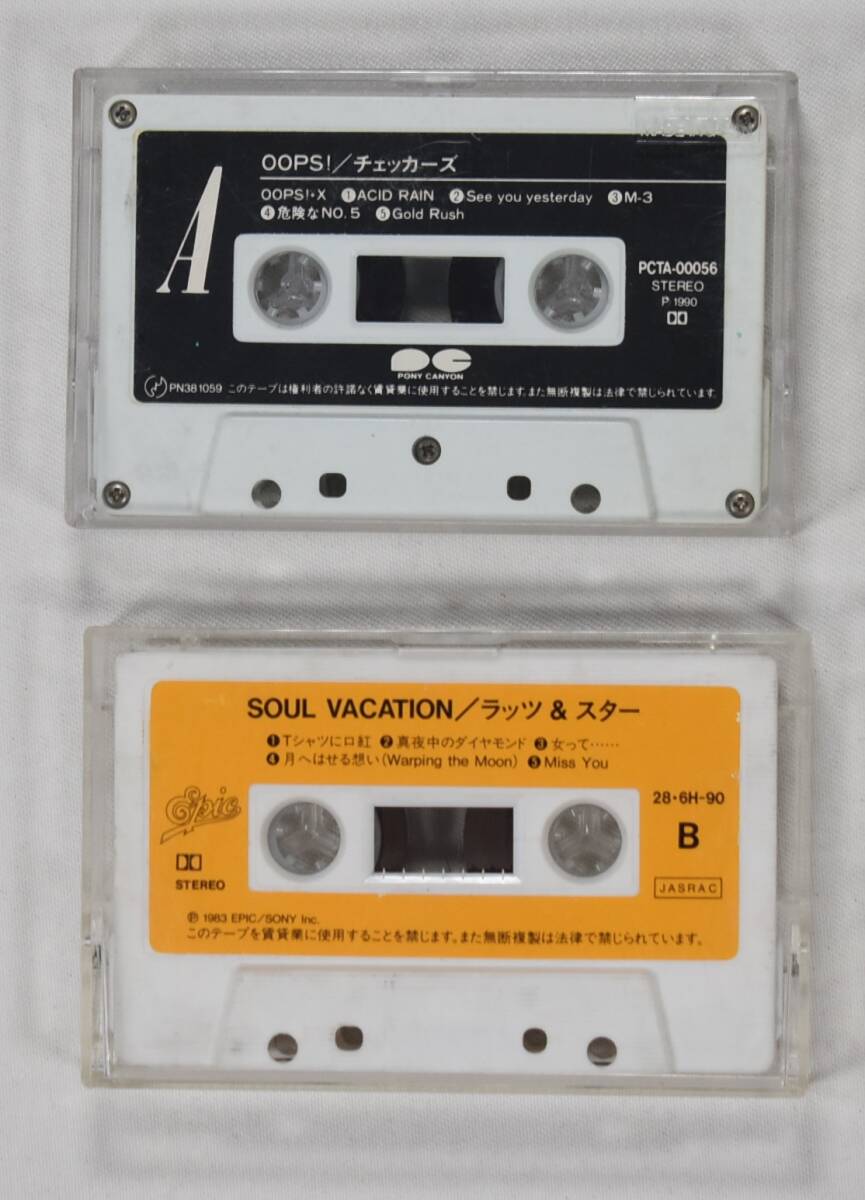 OOPS!／チェッカーズ
OOPS!・X ❶ACID RAIN ❷See you yesterday ❸M-3
❹危険なNO.5 ❺Gold Rush
A
PCTA-00056
STEREO
P 1990
PC
PONY CANYON
PN381059 このテープは権利者の許諾なく賃貸業に使用することを禁じます。また無断複製は法律で禁じられています。
SOUL VACATION／ラッツ & スター
❶Tシャツに口紅 ❷真夜中のダイヤモンド ❸女って……
❹月へはせる想い(Warping the Moon) ❺Miss You
Epic
STEREO
28・6H-90
B
JASRAC
Ⓟ 1983 EPIC/SONY Inc.
このテープを賃貸業に使用することを禁じます。また無断複製は法律で禁じられています。